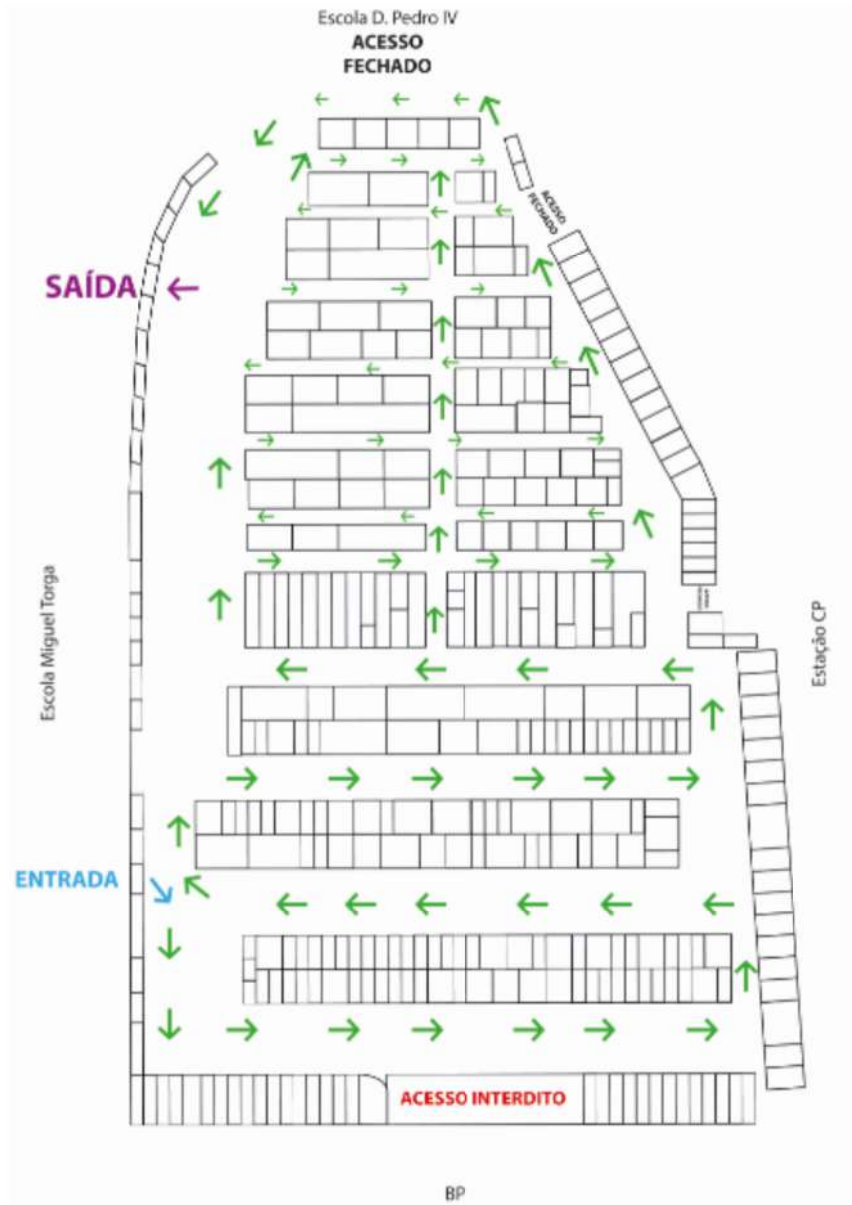 Escola D. Pedro IV
ACESSO
FECHADO
ACESSO
FECHADO
SAÍDA
Escola Miguel Torga
Estação CP
ENTRADA
ACESSO INTERDITO
BP